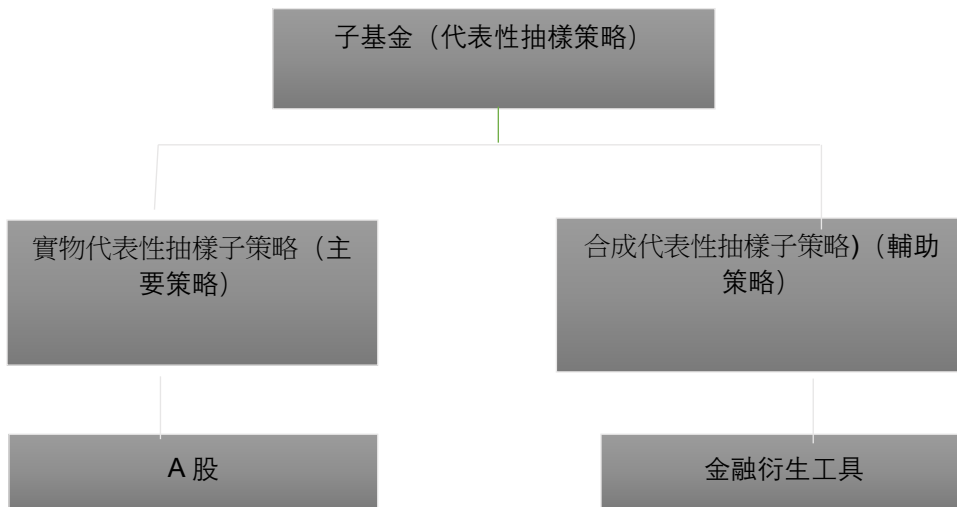 子基金（代表性抽樣策略）
實物代表性抽樣子策略（主
要策略）
合成代表性抽樣子策略)（輔助
策略）
A 股
金融衍生工具